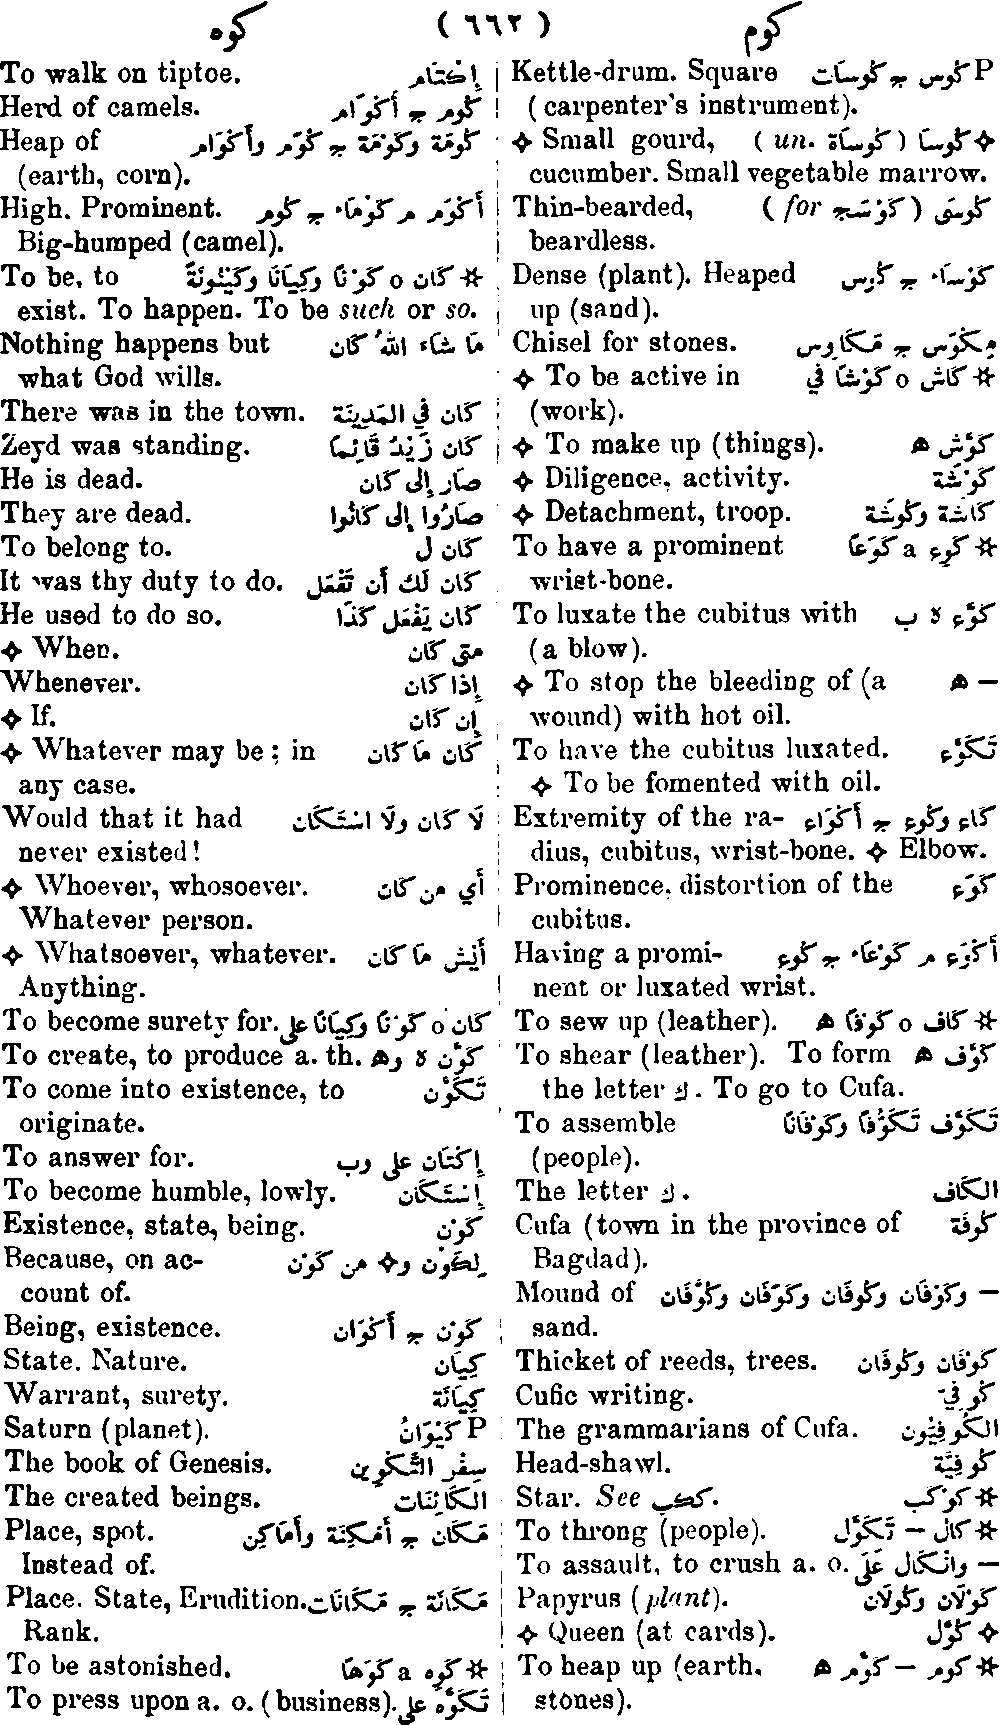 كوه ( ٦٦٢ ) كوم
Kettle-drum. Square P كُوس ج كُوسَات
(carpenter's instrument).
✧ Small gourd, ✧ كُوسَا ( un. كُوسَاة )
cucumber. Small vegetable marrow.
Thin-bearded, كُوسَى ( for كَوْسَج )
beardless.
Dense (plant). Heaped كَوْسَاء ج كُوس
up (sand).
Chisel for stones. مِكْوَس ج مَكَاوِس
✧ To be active in * كَاش o كَوْشًا في
(work).
✧ To make up (things). كَوَّش ه
✧ Diligence, activity. كَوْشَة
✧ Detachment, troop. كَاشَة وكُوشَة
To have a prominent * كَوِع a كَوَعًا
wrist-bone.
To luxate the cubitus with كَوَّع ه ب
(a blow).
✧ To stop the bleeding of (a — ه
wound) with hot oil.
To have the cubitus luxated. تَكَوَّع
✧ To be fomented with oil.
Extremity of the ra- كَاع وكُوع ج أَكْوَاع
dius, cubitus, wrist-bone. ✧ Elbow.
Prominence, distortion of the كَوَع
cubitus.
Having a promi- أَكْوَع م كَوْعَاء ج كُوع
nent or luxated wrist.
To sew up (leather). * كَاف o كَوْفًا ه
To shear (leather). To form كَوَّف ه
the letter ك. To go to Cufa.
To assemble تَكَوَّف تَكَوُّفًا وكَوْفَانًا
(people).
The letter ك. الكَاف
Cufa (town in the province of كُوفَة
Bagdad).
Mound of — وكَوْفَان وكُوفَان وكَوَّفَان وكُوَّفَان
sand.
Thicket of reeds, trees. كَوْفَان وكُوفَان
Cufic writing. كُوفِيّ
The grammarians of Cufa. الكُوفِيُّون
Head-shawl. كُوفِيَّة
Star. See ككب. * كَوْكَب
To throng (people). * كال — تَكَوَّل
To assault, to crush a. o. — وانْكَال عَلَى
Papyrus (plant). كَوْلَان وكُولَان
✧ Queen (at cards). ✧ كُوَّل
To heap up (earth, * كوم — كَوَّم ه
stones).
To walk on tiptoe. إِكْتَام
Herd of camels. كَوْم ج أَكْوَام
Heap of كُومَة وكَوْمَة ج كُوَم وأَكْوَام
(earth, corn).
High. Prominent. أَكْوَم م كَوْمَاء ج كُوم
Big-humped (camel).
To be, to * كَان o كَوْنًا وكِيَانًا وكَيْنُونَةً
exist. To happen. To be such or so.
Nothing happens but مَا شَاء اللهُ كَان
what God wills.
There was in the town. كَان فِي المَدِينَة
Zeyd was standing. كَان زَيْدٌ قَائِمًا
He is dead. صَار إِلى كَان
They are dead. صَارُوا إِلى كَانُوا
To belong to. كَان ل
It was thy duty to do. كَان لَك أَن تَفْعَل
He used to do so. كَان يَفْعَل كَذَا
✧ When. متى كَان
Whenever. إِذا كَان
✧ If. إِن كَان
✧ Whatever may be; in كَان مَا كَان
any case.
Would that it had لَا كَان ولَا اسْتَكَان
never existed!
✧ Whoever, whosoever. أَي من كَان
Whatever person.
✧ Whatsoever, whatever. أَيْش مَا كَان
Anything.
To become surety for. كَان o كَوْنًا وكِيَانًا على
To create, to produce a. th. كَوَّن ه وه
To come into existence, to تَكَوَّن
originate.
To answer for. إِكْتَان على وب
To become humble, lowly. إِسْتَكَان
Existence, state, being. كَوْن
Because, on ac- لِكَوْن و✧ من كَوْن
count of.
Being, existence. كَوْن ج أَكْوَان
State. Nature. كِيَان
Warrant, surety. كِيَانَة
Saturn (planet). P كَيْوَانُ
The book of Genesis. سِفْر التَّكْوِين
The created beings. الكَائِنَات
Place, spot. مَكَان ج أَمْكِنَة وأَمَاكِن
Instead of.
Place. State, Erudition. مَكَانَة ج مَكَانَات
Rank.
To be astonished. * كَوِه a كَوَهًا
To press upon a. o. (business). تَكَوَّه على